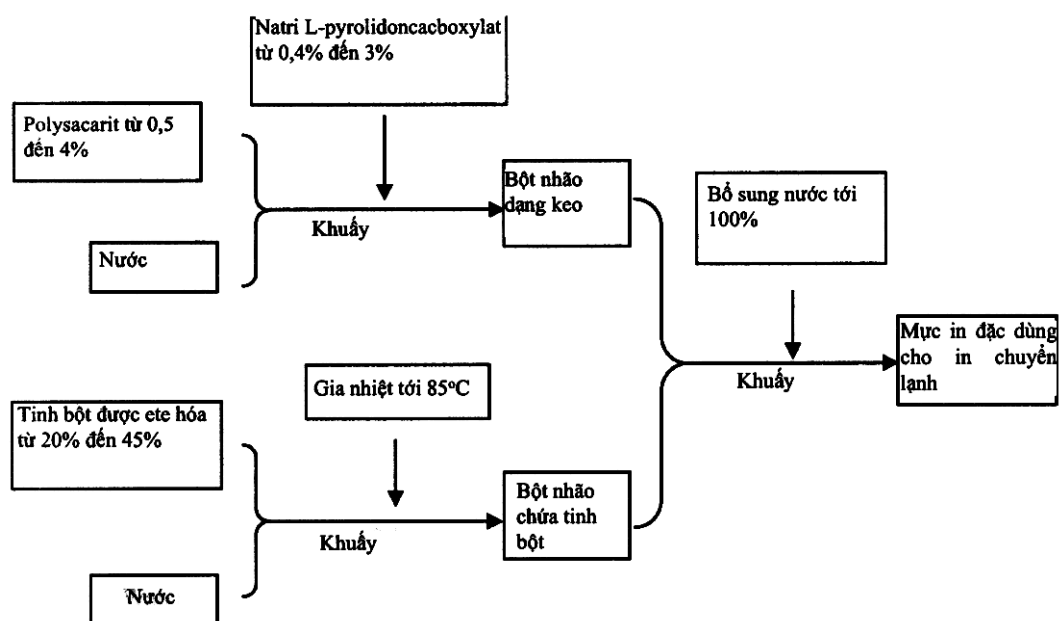 Natri L-pyrolidoncacboxylat
từ 0,4% đến 3%
Polysacarit từ 0,5
đến 4%
Nước
Khuấy
Bột nhão
dạng keo
Bổ sung nước tới
100%
Khuấy
Mực in đặc dùng
cho in chuyển
lạnh
Gia nhiệt tới 85°C
Tinh bột được ete hóa
từ 20% đến 45%
Nước
Khuấy
Bột nhão
chứa tinh
bột